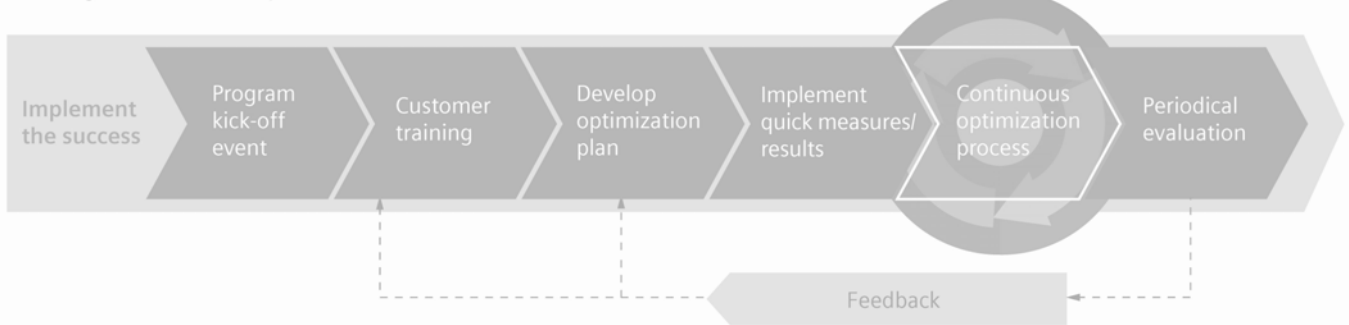 Implement
the success
Program
kick-off
event
Customer
training
Develop
optimization
plan
Implement
quick measures/
results
Continuous
optimization
process
Periodical
evaluation
Feedback